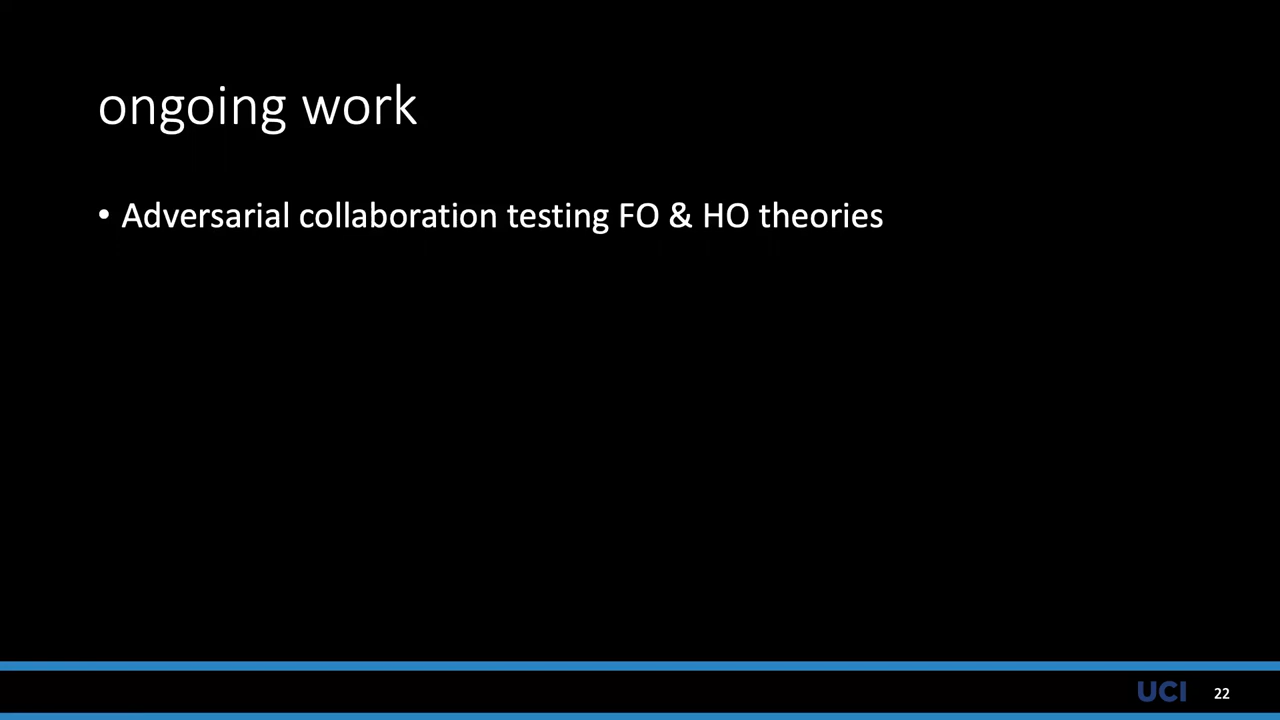 ongoing work
• Adversarial collaboration testing FO & HO theories
UCI 22